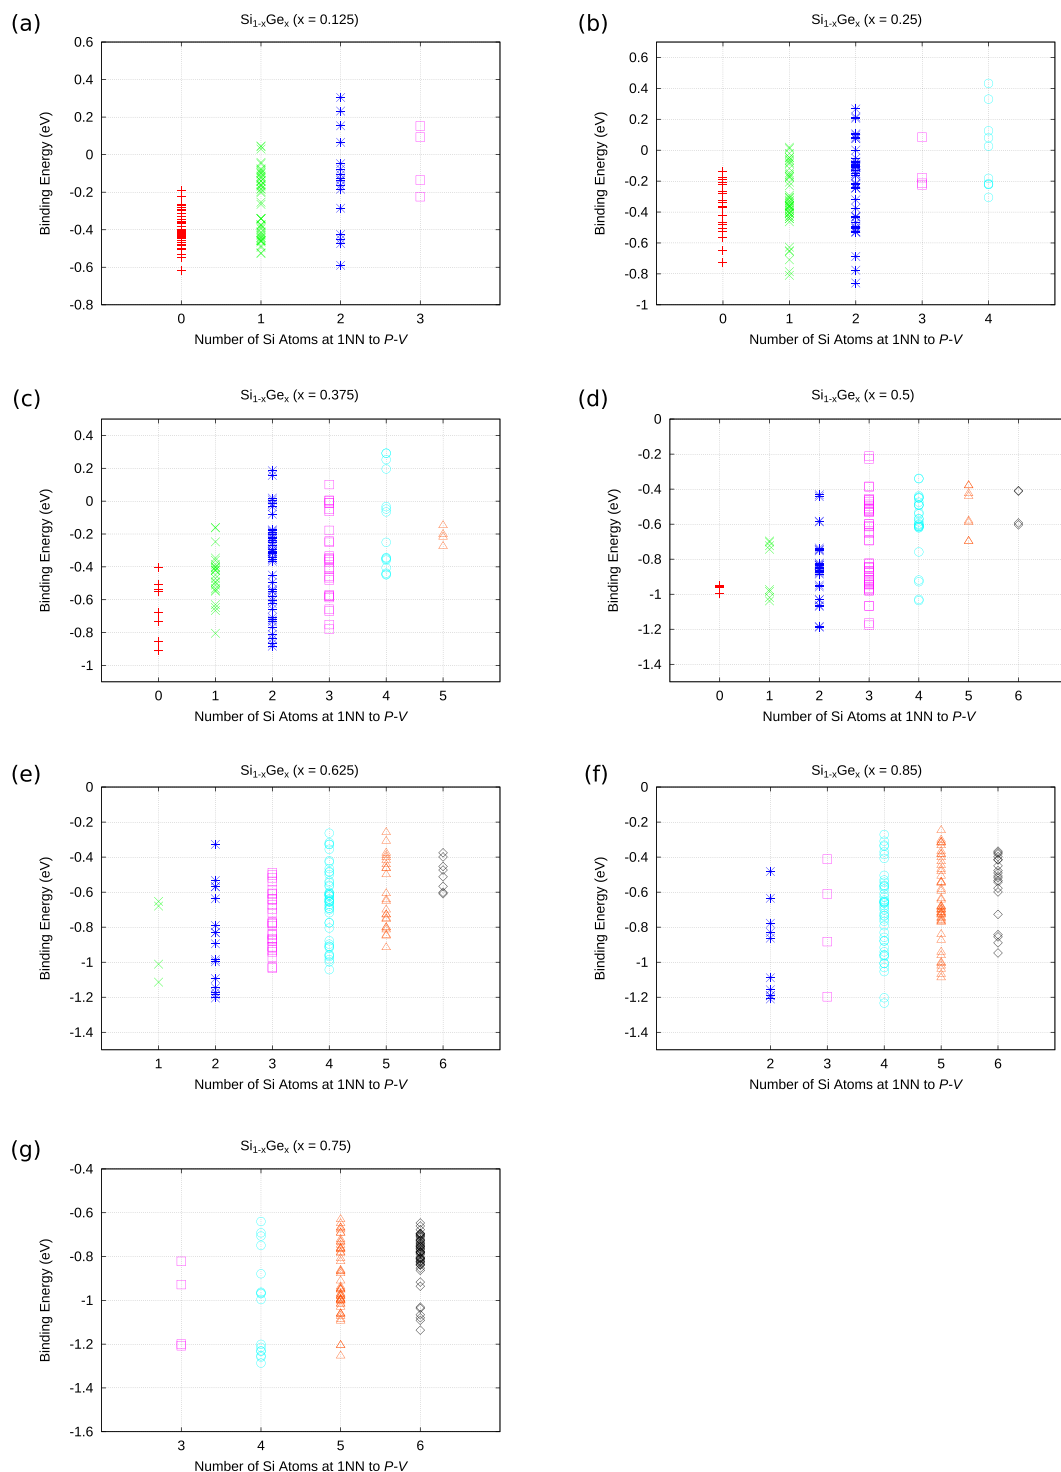 (a)
Si1-xGex (x = 0.125)
0.6
0.4
0.2
0
-0.2
-0.4
-0.6
-0.8
Binding Energy (eV)
0 1 2 3
Number of Si Atoms at 1NN to P-V
(b)
Si1-xGex (x = 0.25)
0.6
0.4
0.2
0
-0.2
-0.4
-0.6
-0.8
-1
Binding Energy (eV)
0 1 2 3 4
Number of Si Atoms at 1NN to P-V
(c)
Si1-xGex (x = 0.375)
0.4
0.2
0
-0.2
-0.4
-0.6
-0.8
-1
Binding Energy (eV)
0 1 2 3 4 5
Number of Si Atoms at 1NN to P-V
(d)
Si1-xGex (x = 0.5)
0
-0.2
-0.4
-0.6
-0.8
-1
-1.2
-1.4
Binding Energy (eV)
0 1 2 3 4 5 6
Number of Si Atoms at 1NN to P-V
(e)
Si1-xGex (x = 0.625)
0
-0.2
-0.4
-0.6
-0.8
-1
-1.2
-1.4
Binding Energy (eV)
1 2 3 4 5 6
Number of Si Atoms at 1NN to P-V
(f)
Si1-xGex (x = 0.85)
0
-0.2
-0.4
-0.6
-0.8
-1
-1.2
-1.4
Binding Energy (eV)
2 3 4 5 6
Number of Si Atoms at 1NN to P-V
(g)
Si1-xGex (x = 0.75)
-0.4
-0.6
-0.8
-1
-1.2
-1.4
-1.6
Binding Energy (eV)
3 4 5 6
Number of Si Atoms at 1NN to P-V